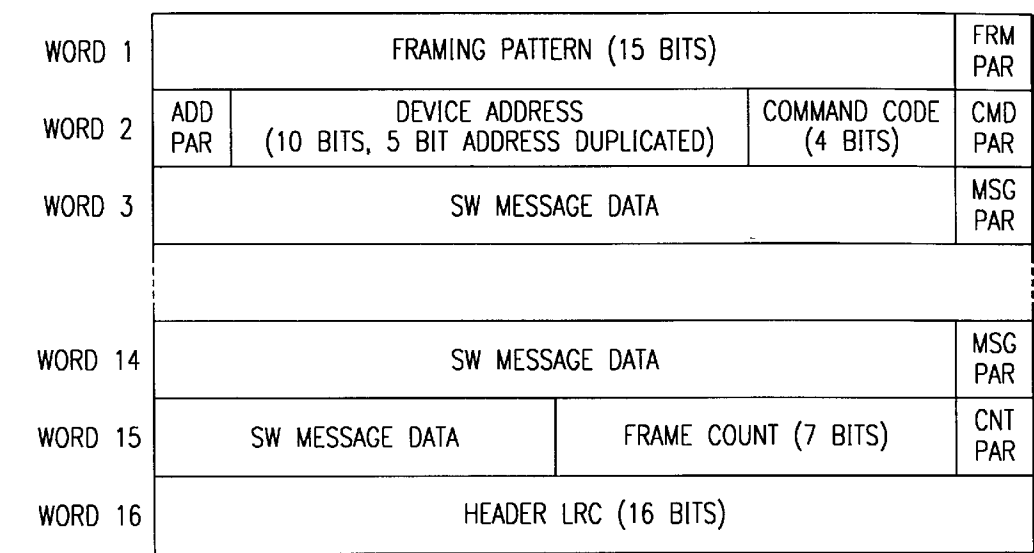 WORD 1 FRAMING PATTERN (15 BITS) FRM PAR
WORD 2 ADD PAR DEVICE ADDRESS (10 BITS, 5 BIT ADDRESS DUPLICATED) COMMAND CODE (4 BITS) CMD PAR
WORD 3 SW MESSAGE DATA MSG PAR
WORD 14 SW MESSAGE DATA MSG PAR
WORD 15 SW MESSAGE DATA FRAME COUNT (7 BITS) CNT PAR
WORD 16 HEADER LRC (16 BITS)